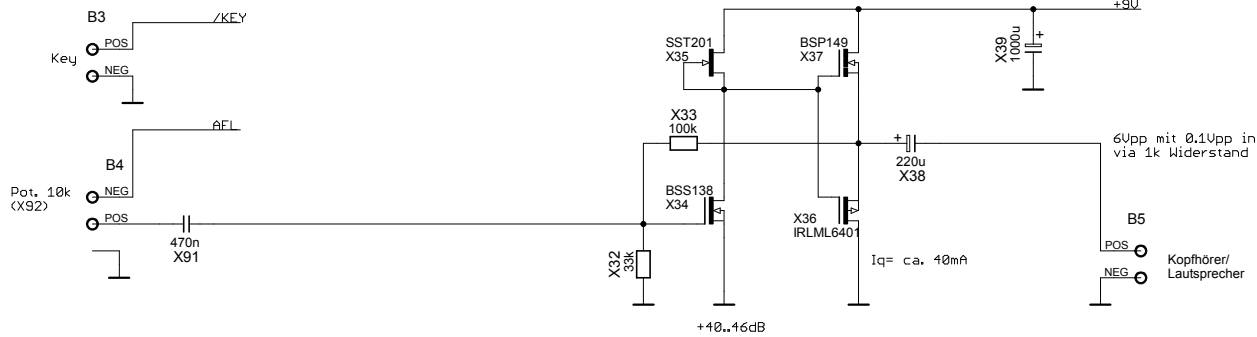 B3
/KEY
POS
Key
NEG
AFL
B4
Pot. 10k
(X92)
NEG
POS
470n
X91
X33
100k
X32
33k
BSS138
X34
SST201
X35
BSP149
X37
X36
IRLML6401
+40..46dB
Iq= ca. 40mA
+9V
X39
1000u
+
+
220u
X38
6Vpp mit 0.1Vpp in
via 1k Widerstand
B5
POS
NEG
Kopfhörer/
Lautsprecher